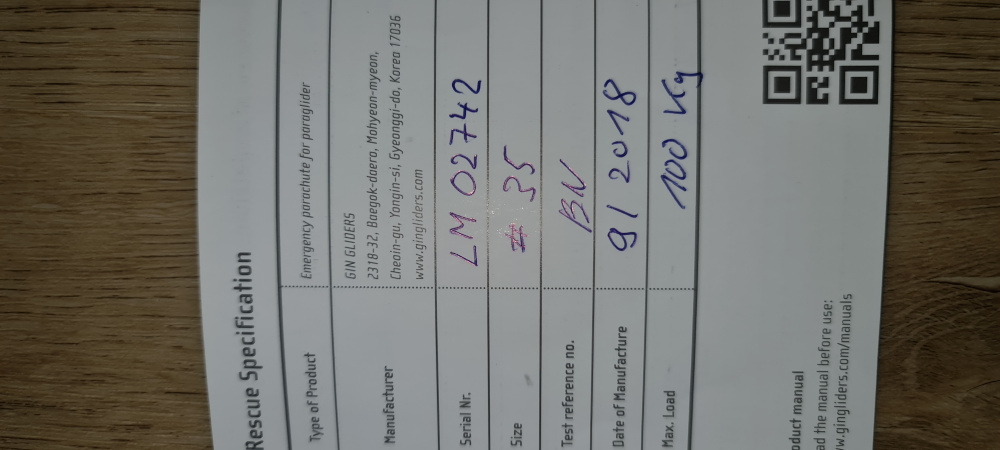 Rescue Specification
Type of Product Emergency parachute for paraglider
Manufacturer GIN GLIDERS
2318-32, Baegok-daero, Mohyeon-myeon,
Cheoin-gu, Yongin-si, Gyeonggi-do, Korea 17036
www.gingliders.com
Serial Nr. LM 02742
Size # 35
Test reference no. BN
Date of Manufacture 9/2018
Max. Load 100 Kg
oduct manual
ad the manual before use:
w.gingliders.com/manuals